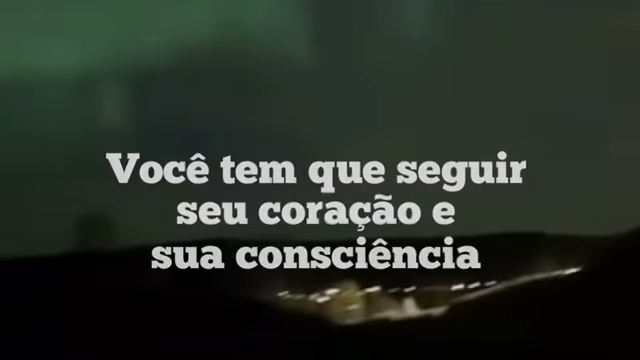 Você tem que seguir
seu coração e
sua consciência